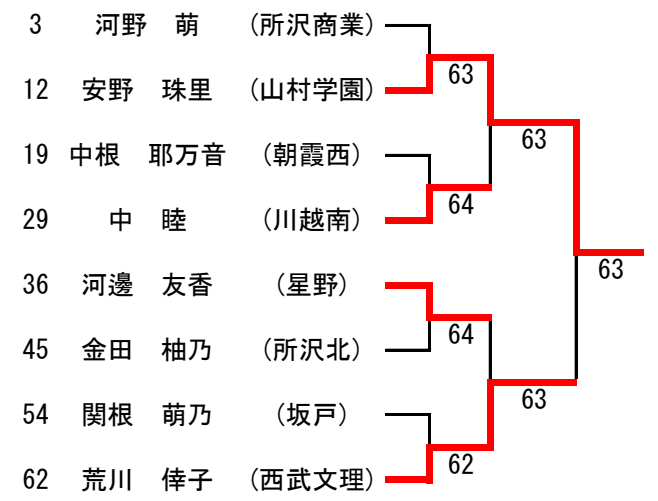 3 河野 萌 (所沢商業)
63
12 安野 珠里 (山村学園)
63
19 中根 耶万音 (朝霞西)
64
29 中 睦 (川越南)
63
36 河邊 友香 (星野)
64
45 金田 柚乃 (所沢北)
63
54 関根 萌乃 (坂戸)
62
62 荒川 倖子 (西武文理)